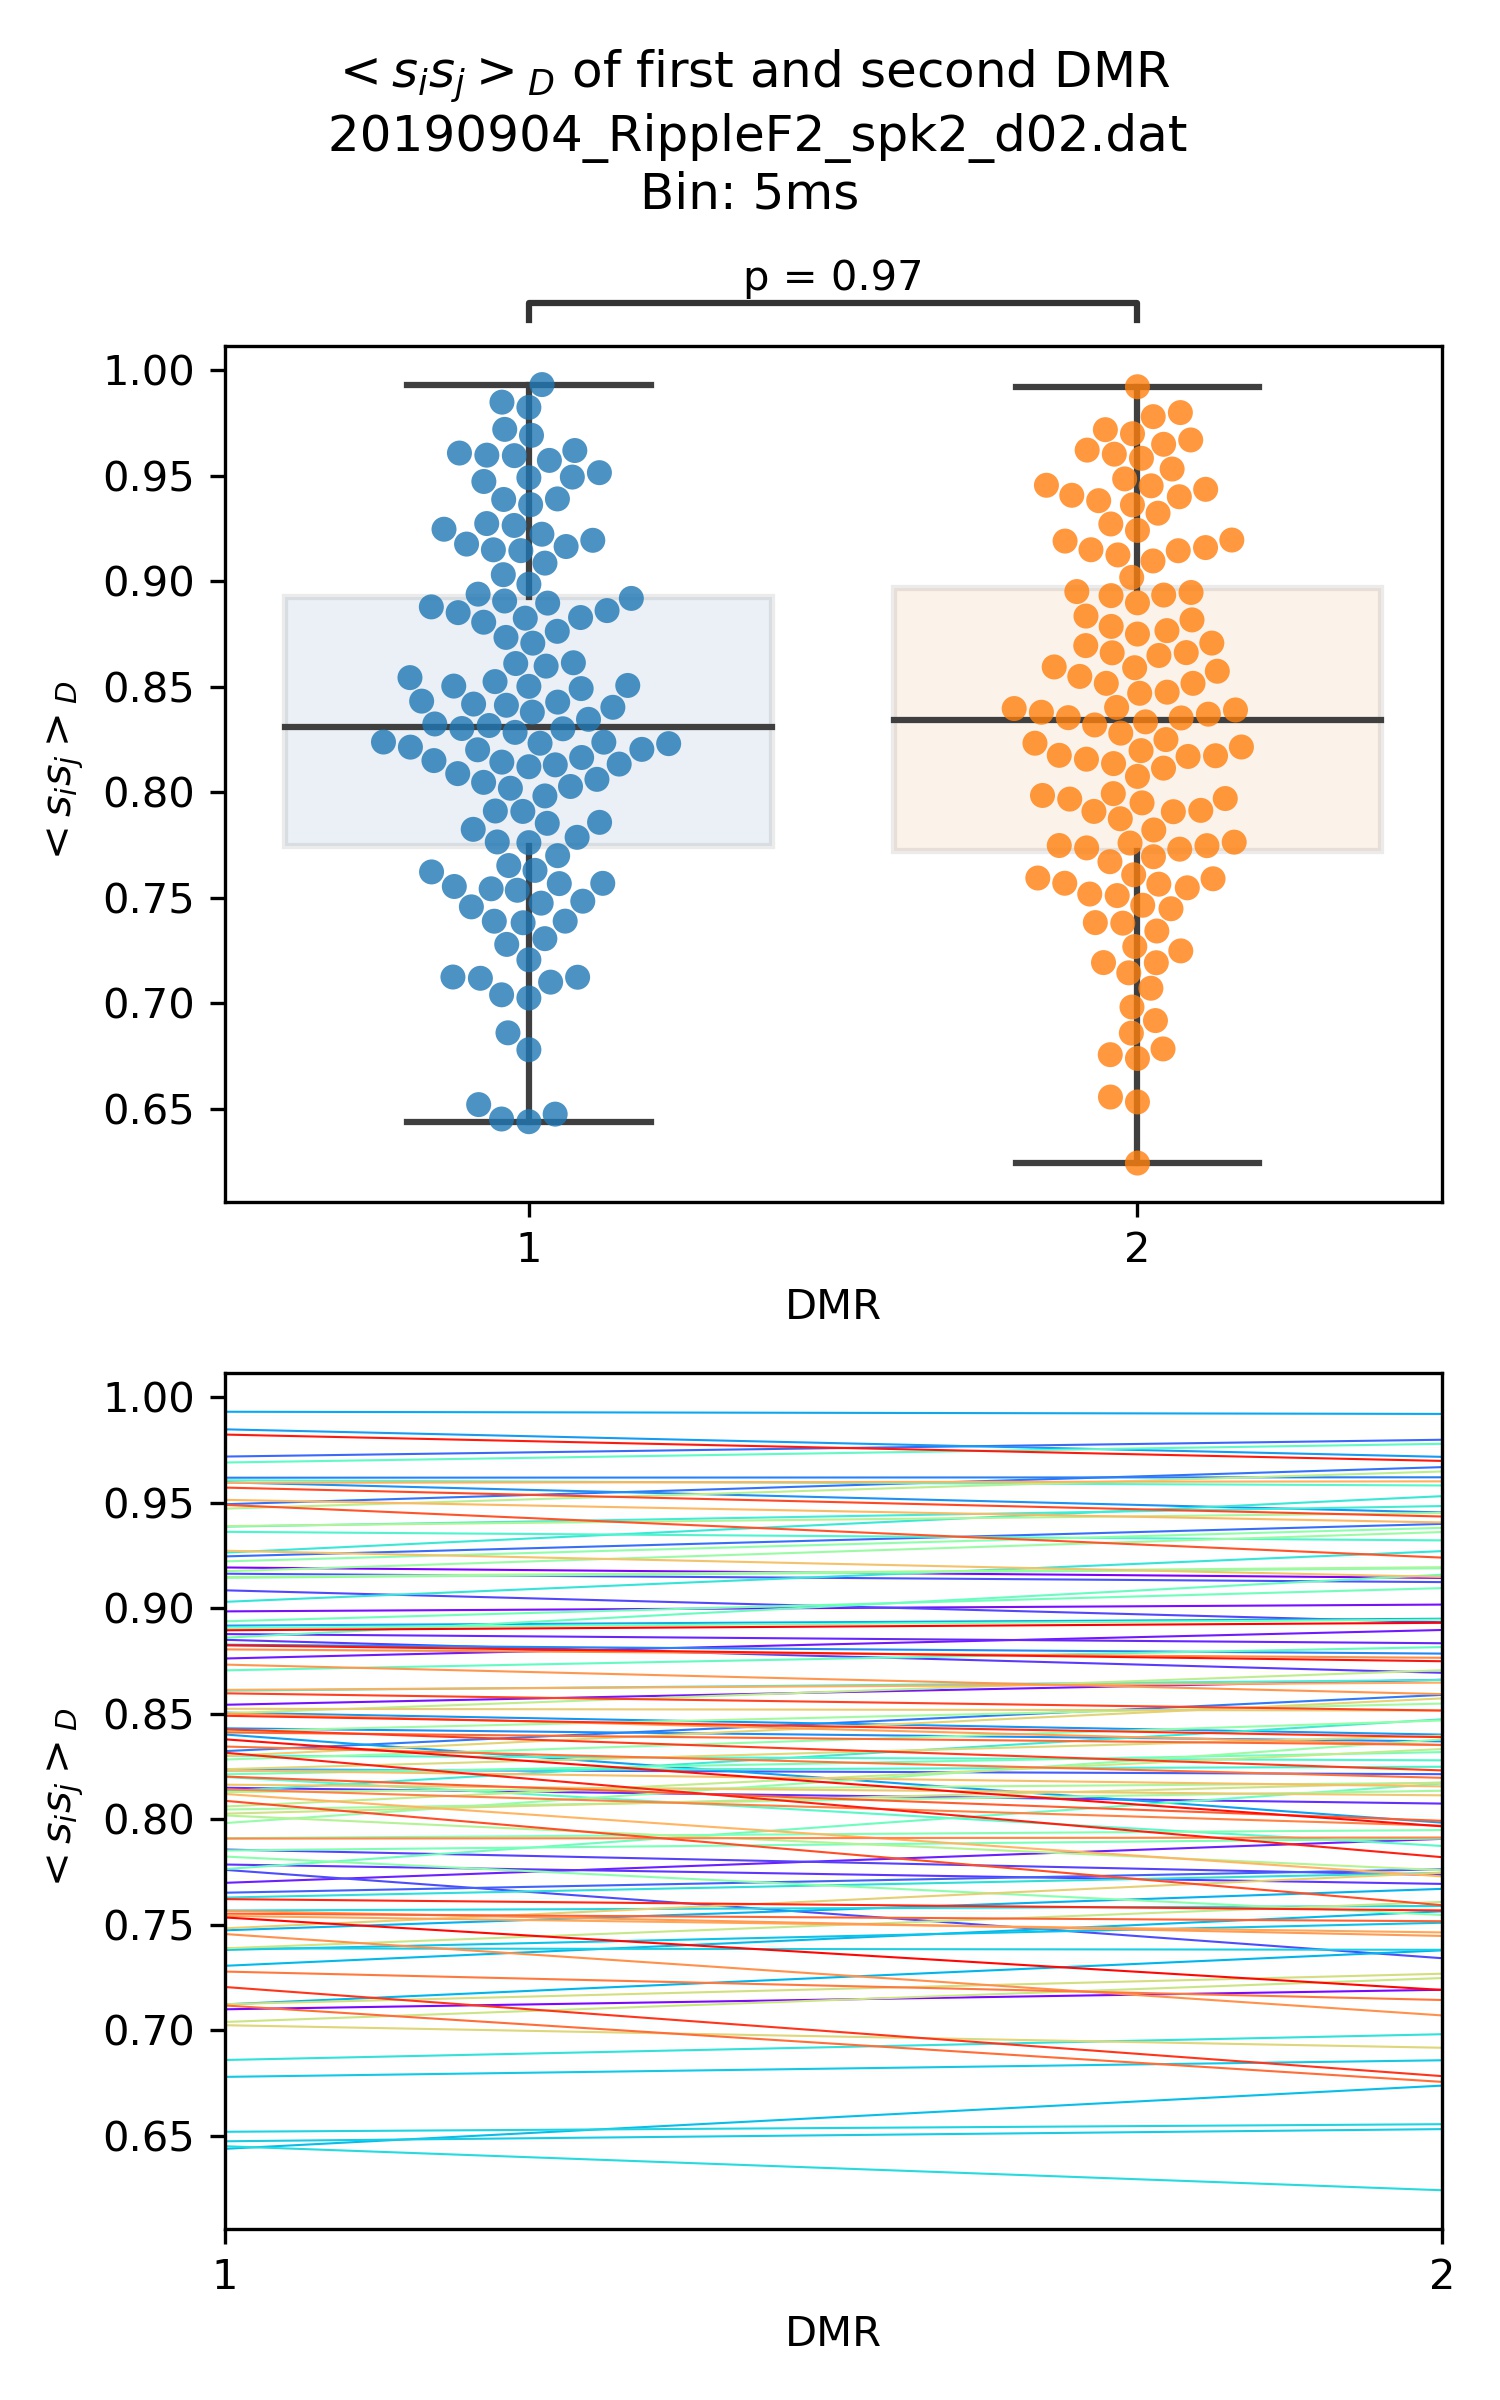 < s_i s_j >_D of first and second DMR
20190904_RippleF2_spk2_d02.dat
Bin: 5ms
p = 0.97
1.00
0.95
0.90
0.85
0.80
0.75
0.70
0.65
< s_i s_j >_D
1 2
DMR
1.00
0.95
0.90
0.85
0.80
0.75
0.70
0.65
< s_i s_j >_D
1 2
DMR